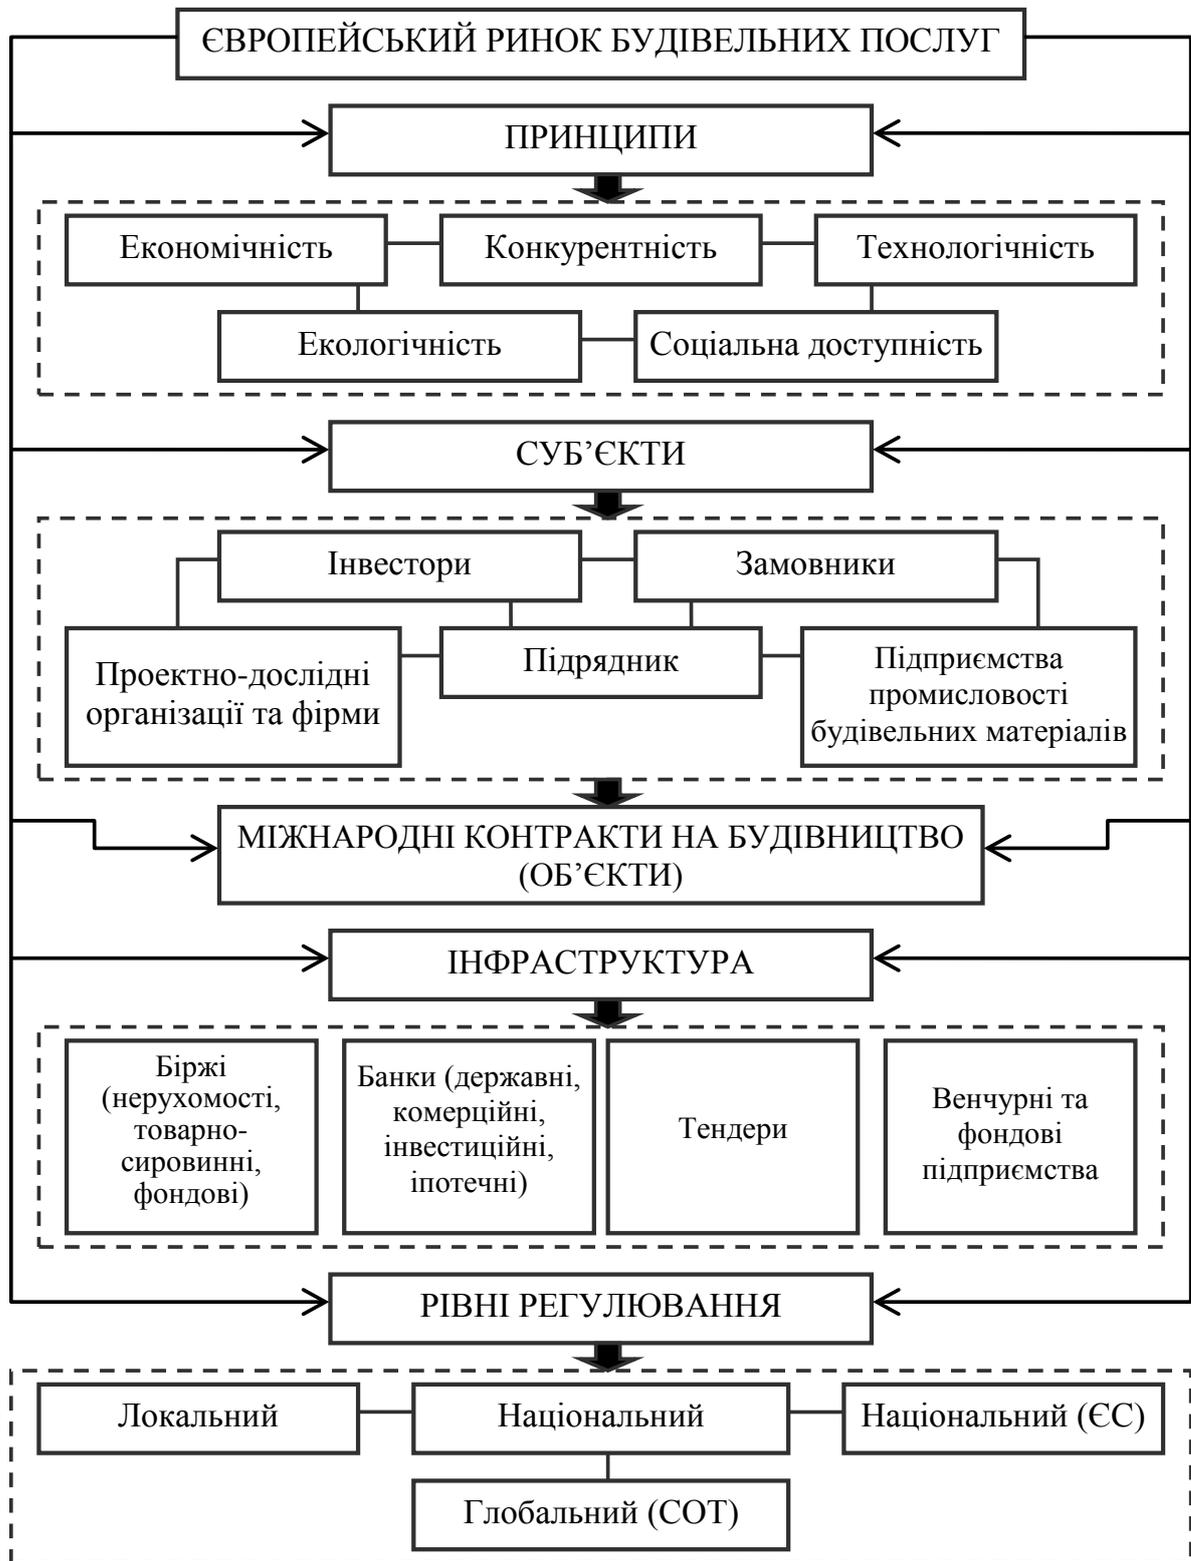 ЄВРОПЕЙСЬКИЙ РИНОК БУДІВЕЛЬНИХ ПОСЛУГ
ПРИНЦИПИ
Економічність
Конкурентність
Технологічність
Екологічність
Соціальна доступність
СУБ’ЄКТИ
Інвестори
Замовники
Проектно-дослідні
організації та фірми
Підрядник
Підприємства
промисловості
будівельних матеріалів
МІЖНАРОДНІ КОНТРАКТИ НА БУДІВНИЦТВО
(ОБ’ЄКТИ)
ІНФРАСТРУКТУРА
Біржі
(нерухомості,
товарно-
сировинні,
фондові)
Банки (державні,
комерційні,
інвестиційні,
іпотечні)
Тендери
Венчурні та
фондові
підприємства
РІВНІ РЕГУЛЮВАННЯ
Локальний
Національний
Національний (ЄС)
Глобальний (СОТ)